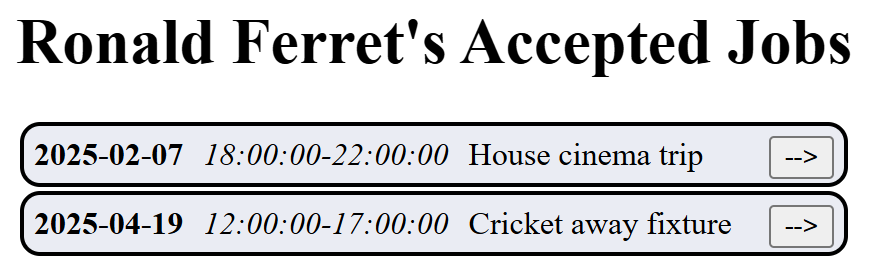 Ronald Ferret's Accepted Jobs
2025-02-07 18:00:00-22:00:00 House cinema trip -->
2025-04-19 12:00:00-17:00:00 Cricket away fixture -->